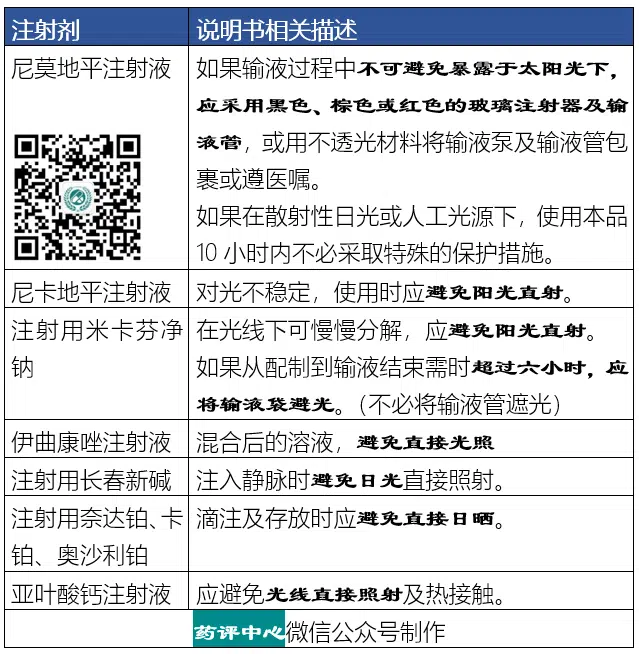 注射剂 说明书相关描述
尼莫地平注射液 如果输液过程中不可避免暴露于太阳光下，
应采用黑色、棕色或红色的玻璃注射器及输
液管，或用不透光材料将输液泵及输液管包
裹或遵医嘱。
如果在散射性日光或人工光源下，使用本品
10 小时内不必采取特殊的保护措施。
尼卡地平注射液 对光不稳定，使用时应避免阳光直射。
注射用米卡芬净 在光线下可慢慢分解，应避免阳光直射。
钠 如果从配制到输液结束需时超过六小时，应
将输液袋避光。（不必将输液管遮光）
伊曲康唑注射液 混合后的溶液，避免直接光照
注射用长春新碱 注入静脉时避免日光直接照射。
注射用奈达铂、卡 滴注及存放时应避免直接日晒。
铂、奥沙利铂
亚叶酸钙注射液 应避免光线直接照射及热接触。
药评中心微信公众号制作